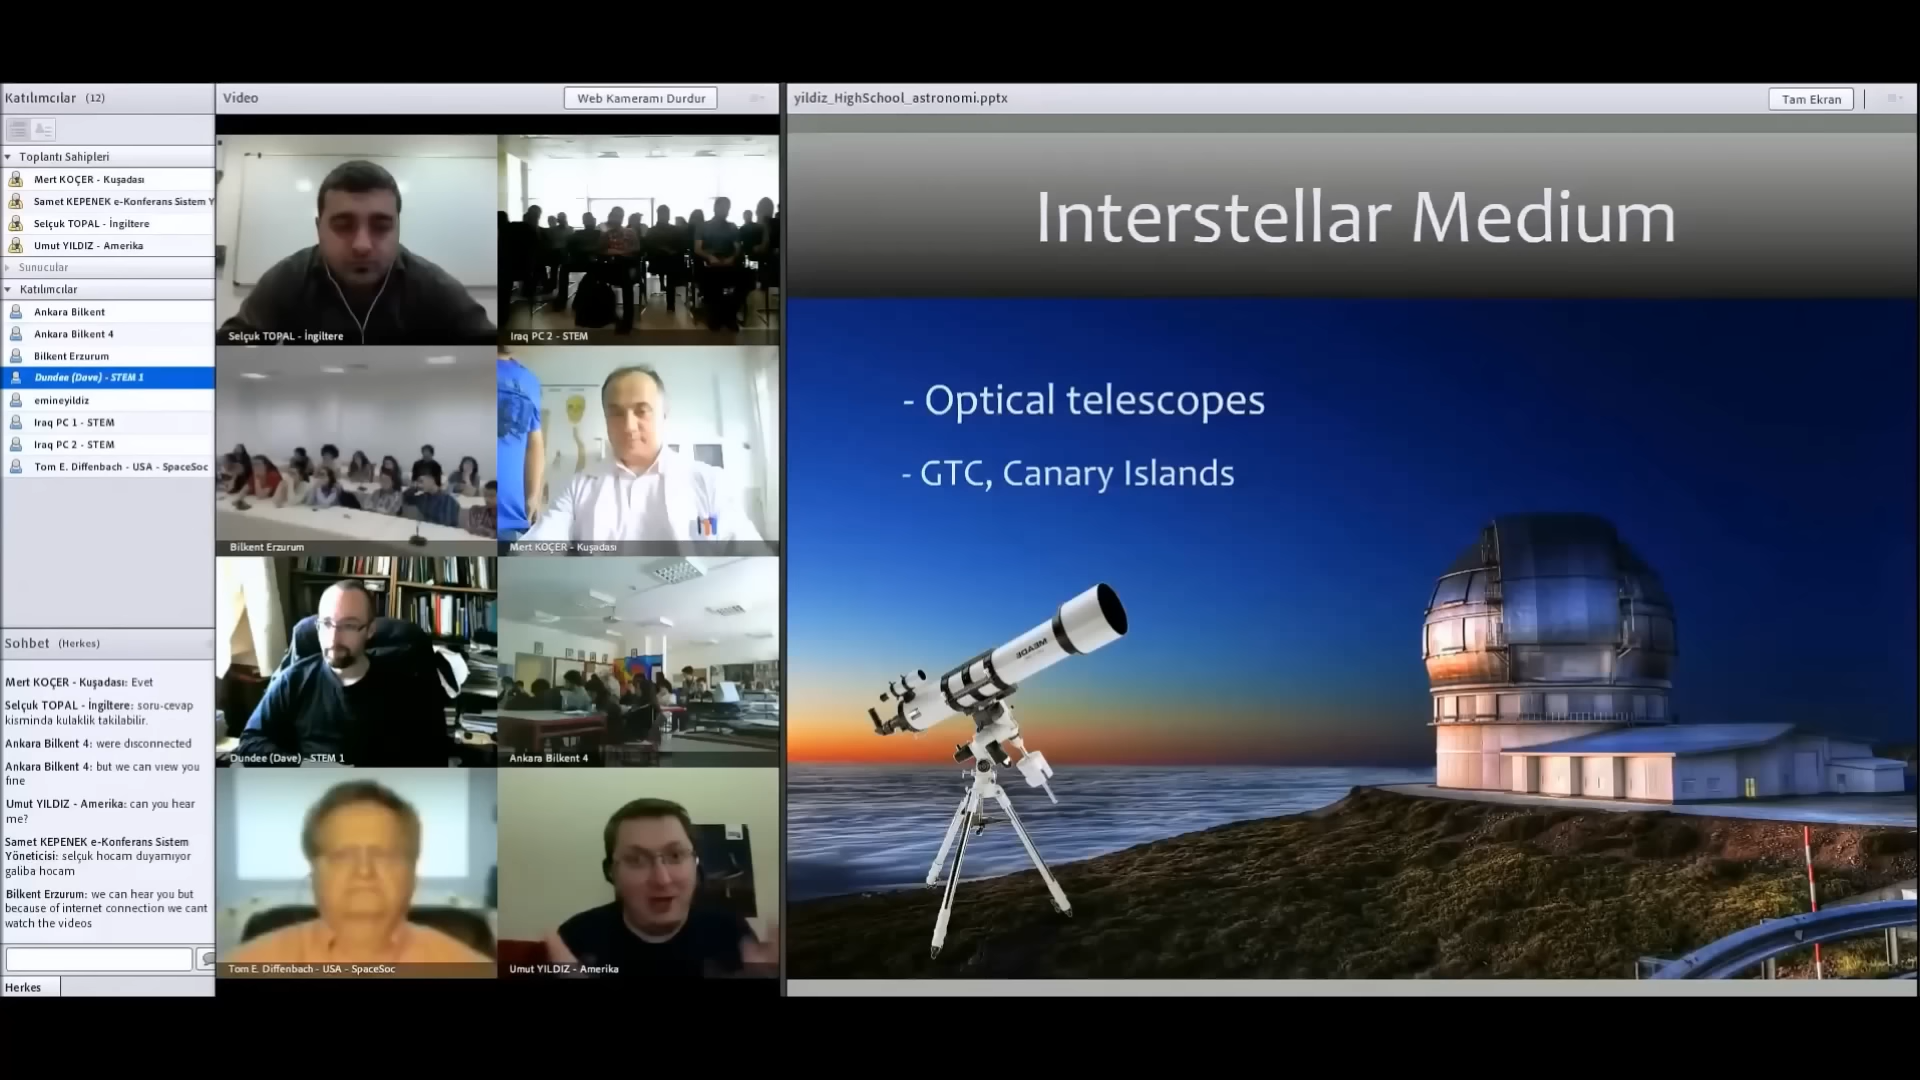 Katılımcılar (12)
Toplantı Sahipleri
Mert KOÇER - Kuşadası
Samet KEPENEK e-Konferans Sistem Y
Selçuk TOPAL - İngiltere
Umut YILDIZ - Amerika
Sunucular
Katılımcılar
Ankara Bilkent
Ankara Bilkent 4
Bilkent Erzurum
Dundee (Dave) - STEM 1
emineyildiz
Iraq PC 1 - STEM
Iraq PC 2 - STEM
Tom E. Diffenbach - USA - SpaceSoc
Sohbet (Herkes)
Mert KOÇER - Kuşadası: Evet
Selçuk TOPAL - İngiltere: soru-cevap
kisminda kulaklik takilabilir.
Ankara Bilkent 4: were dısconnected
Ankara Bilkent 4: but we can vıew you
fıne
Umut YILDIZ - Amerika: can you hear
me?
Samet KEPENEK e-Konferans Sistem
Yöneticisi: selçuk hocam duyamıyor
galiba hocam
Bilkent Erzurum: we can hear you but
because of internet connection we cant
watch the videos
Herkes
Video
Web Kameramı Durdur
Selçuk TOPAL - İngiltere
Iraq PC 2 - STEM
Bilkent Erzurum
Mert KOÇER - Kuşadası
Dundee (Dave) - STEM 1
Ankara Bilkent 4
Tom E. Diffenbach - USA - SpaceSoc
Umut YILDIZ - Amerika
yildiz_HighSchool_astronomi.pptx
Tam Ekran
Interstellar Medium
- Optical telescopes
- GTC, Canary Islands
MEADE